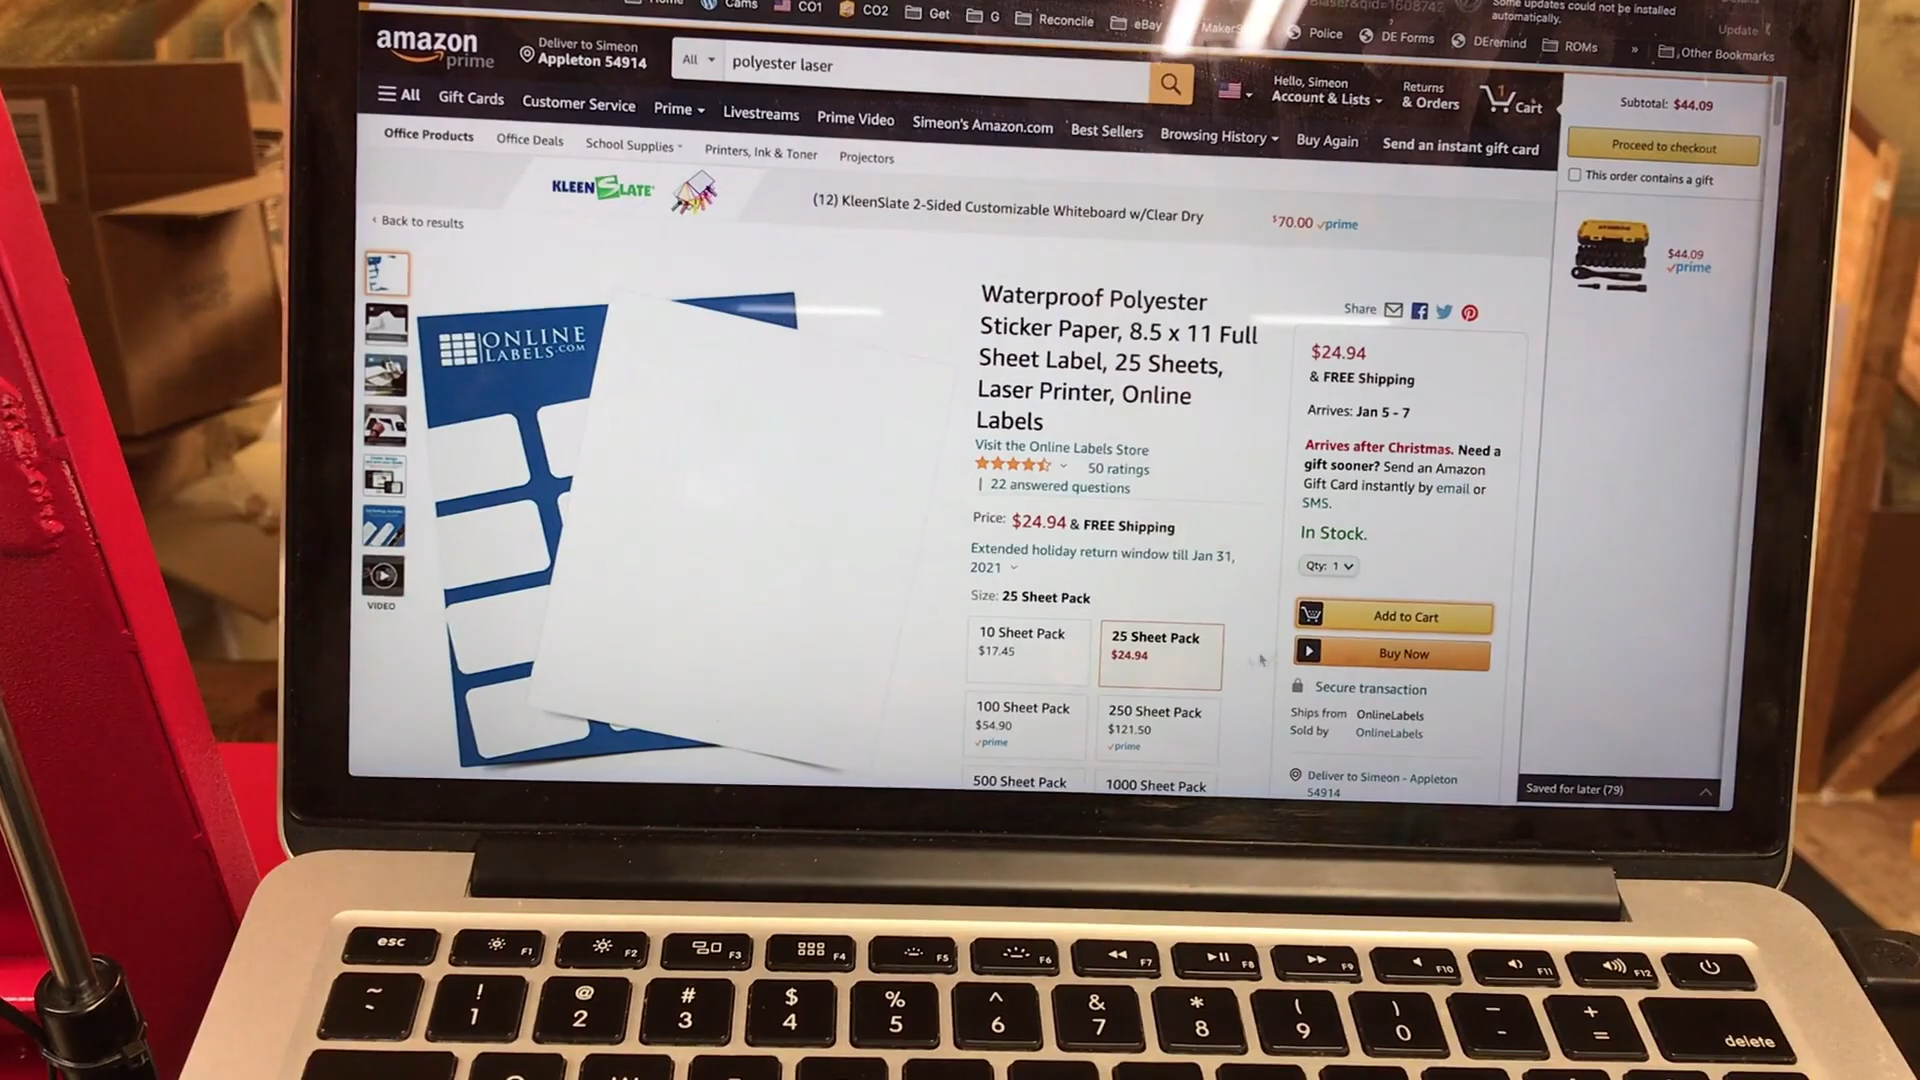 Cams
CO1
CO2
Get
G
Reconcile
eBay
Police
DE Forms
DEremind
ROMs
»
Other Bookmarks
Some updates could not be installed
automatically.
Update
amazon
prime
Deliver to Simeon
Appleton 54914
All
polyester laser
Hello, Simeon
Account & Lists
Returns
& Orders
1
Cart
Subtotal: $44.09
Proceed to checkout
This order contains a gift
$44.09
prime
All
Gift Cards
Customer Service
Prime
Livestreams
Prime Video
Simeon's Amazon.com
Best Sellers
Browsing History
Buy Again
Send an instant gift card
Office Products
Office Deals
School Supplies
Printers, Ink & Toner
Projectors
KLEENSLATE
(12) KleenSlate 2-Sided Customizable Whiteboard w/Clear Dry
$70.00 prime
‹ Back to results
ONLINE
LABELS.COM
VIDEO
Waterproof Polyester
Sticker Paper, 8.5 x 11 Full
Sheet Label, 25 Sheets,
Laser Printer, Online
Labels
Visit the Online Labels Store
50 ratings
| 22 answered questions
Price: $24.94 & FREE Shipping
Extended holiday return window till Jan 31,
2021
Size: 25 Sheet Pack
10 Sheet Pack
$17.45
25 Sheet Pack
$24.94
100 Sheet Pack
$54.90
prime
250 Sheet Pack
$121.50
prime
500 Sheet Pack
1000 Sheet Pack
Share
$24.94
& FREE Shipping
Arrives: Jan 5 - 7
Arrives after Christmas. Need a
gift sooner? Send an Amazon
Gift Card instantly by email or
SMS.
In Stock.
Qty: 1
Add to Cart
Buy Now
Secure transaction
Ships from OnlineLabels
Sold by OnlineLabels
Deliver to Simeon - Appleton
54914
Saved for later (79)
esc
F1
F2
F3
F4
F5
F6
F7
F8
F9
F10
F11
F12
~
! 1
@ 2
# 3
$ 4
% 5
^ 6
& 7
* 8
( 9
) 0
— -
+ =
delete